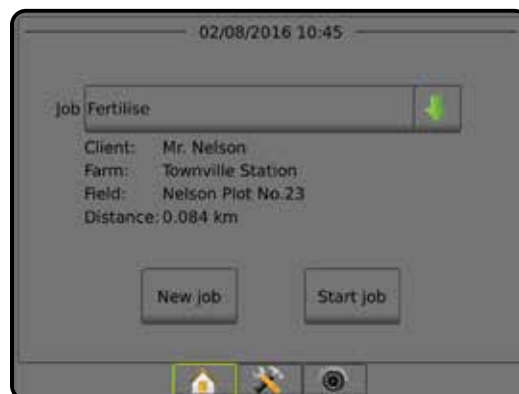 02/08/2016 10:45
Job Fertilise
Client: Mr. Nelson
Farm: Townville Station
Field: Nelson Plot No.23
Distance: 0.084 km
New job Start job